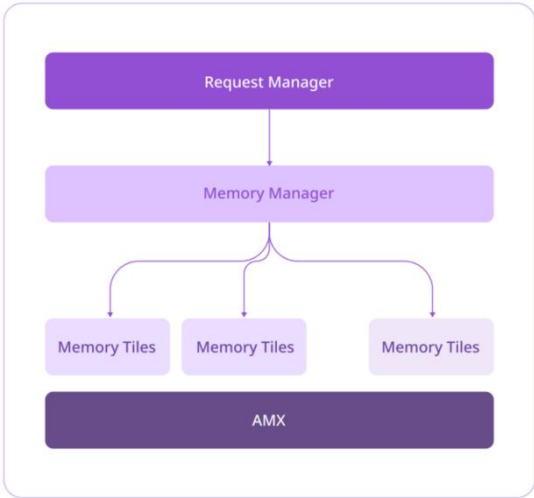 Request Manager
Memory Manager
Memory Tiles
Memory Tiles
Memory Tiles
AMX